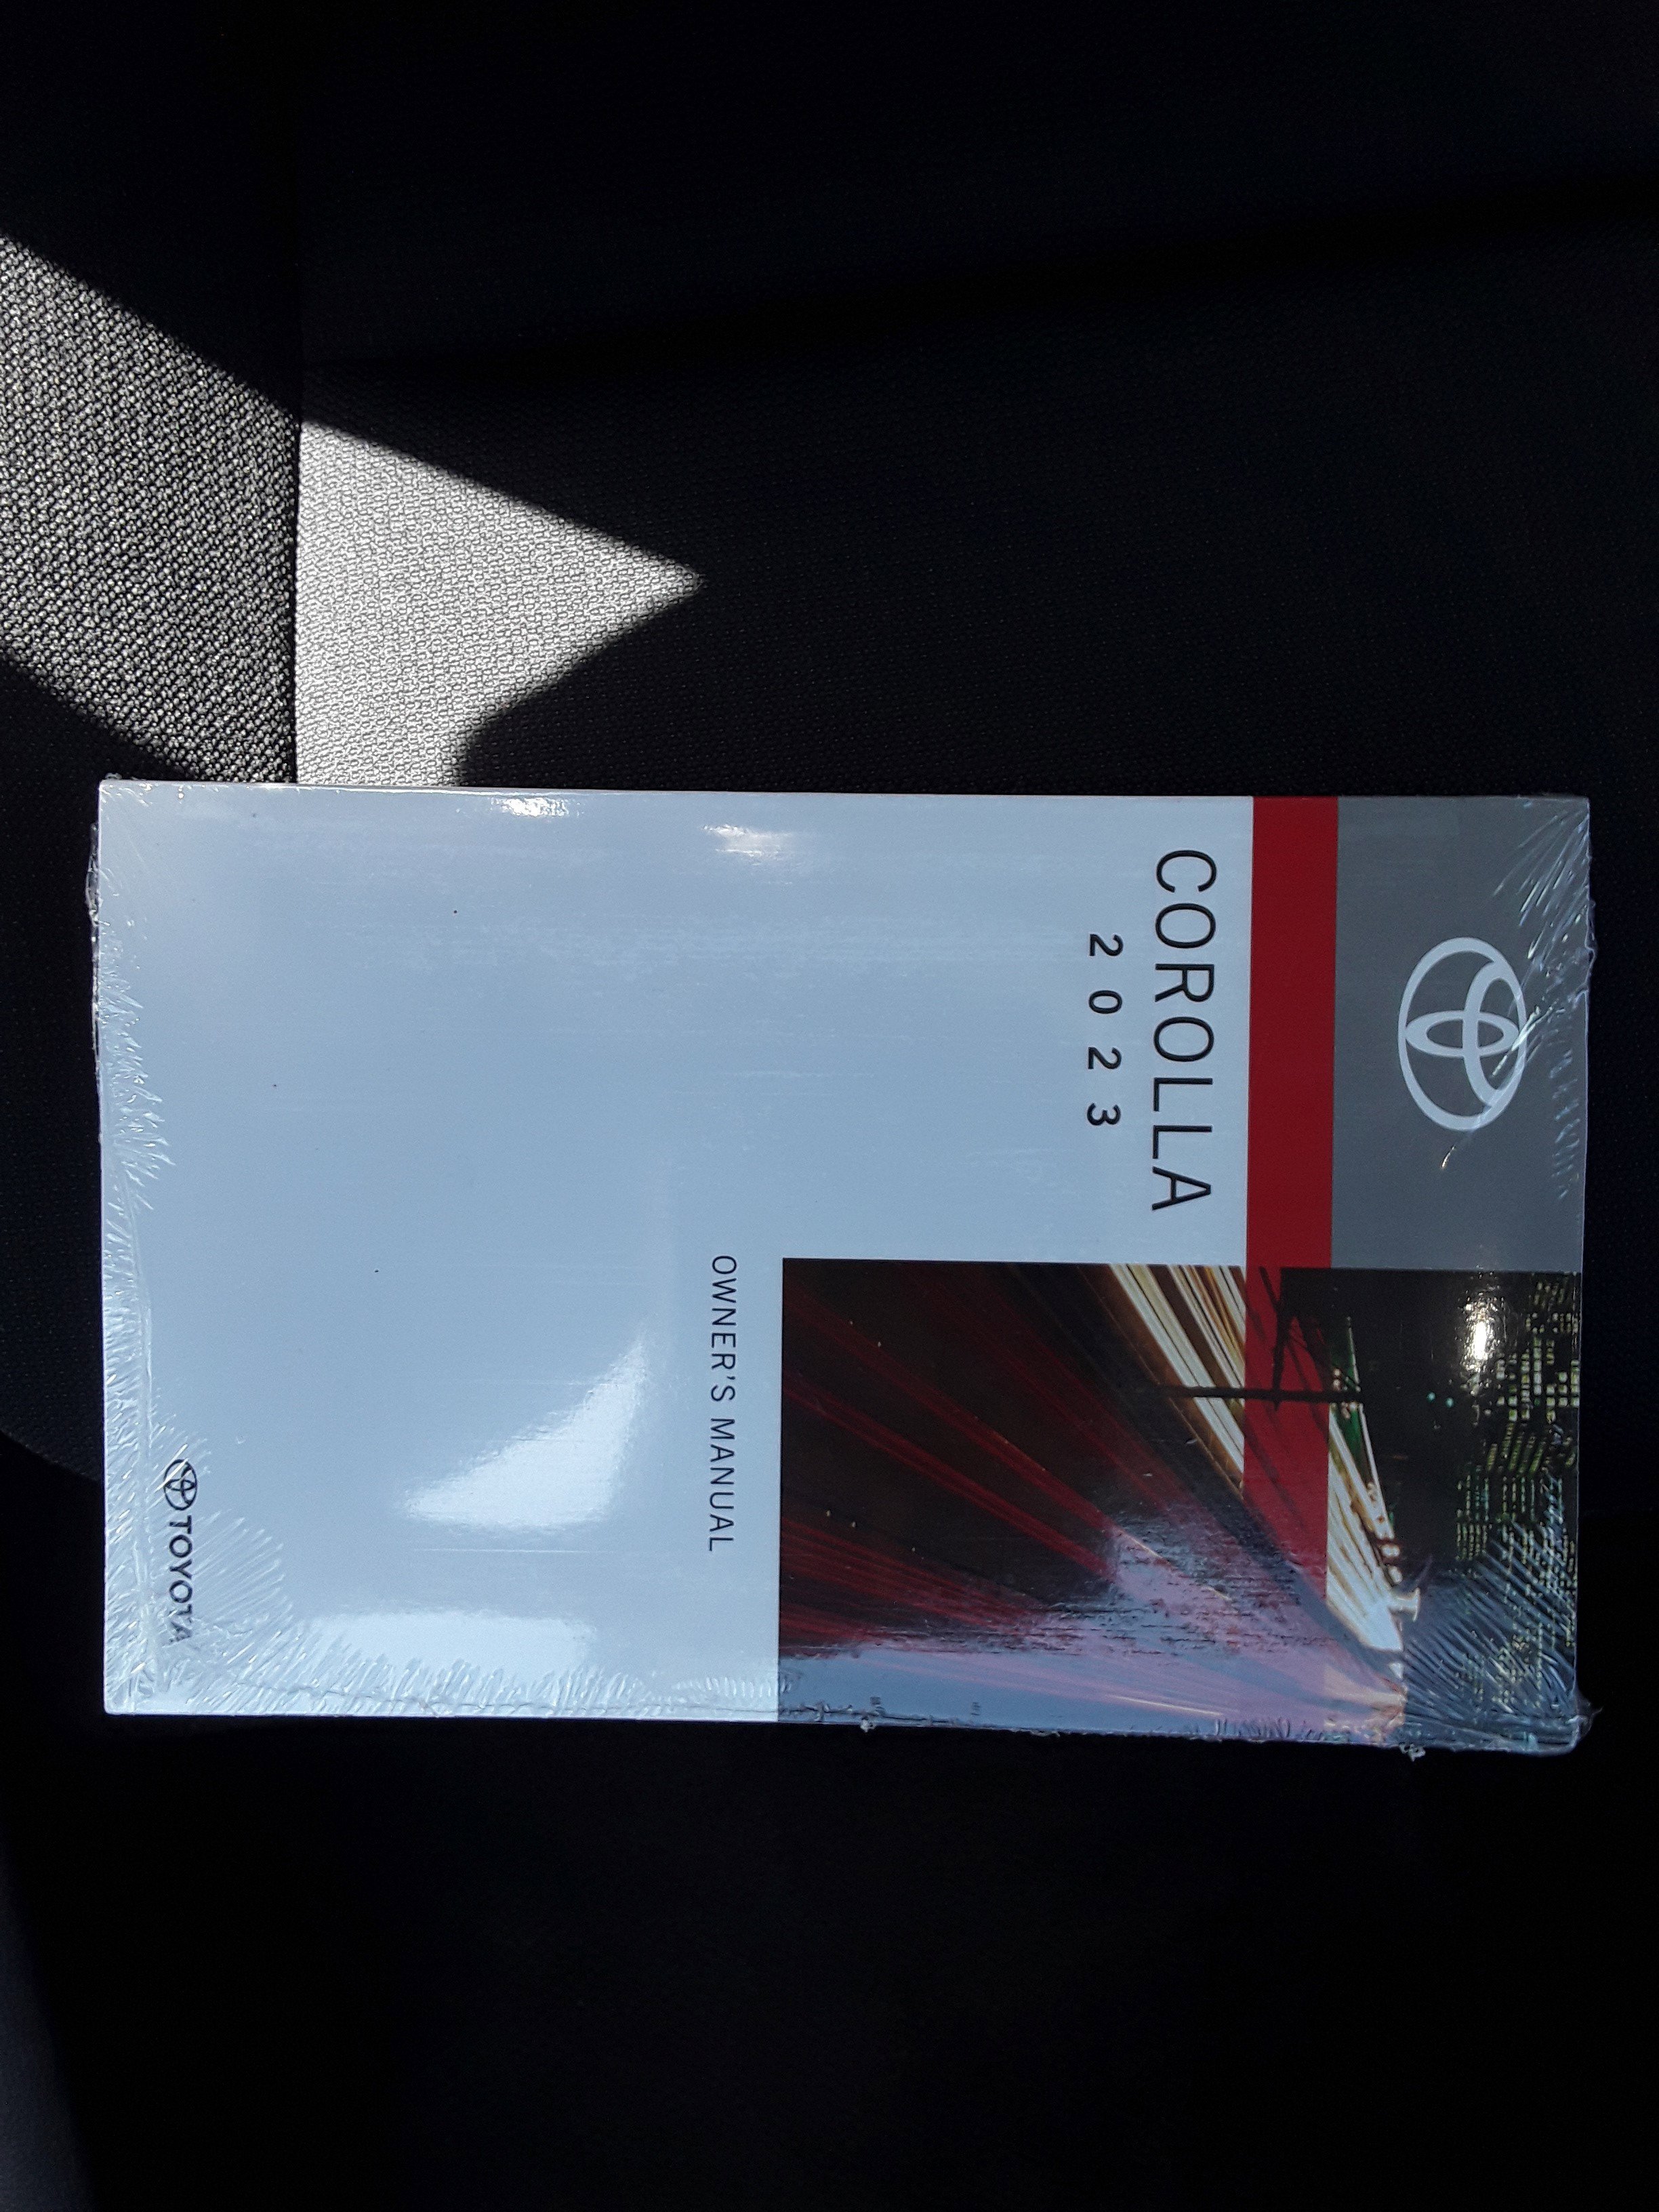 COROLLA
2023
OWNER'S MANUAL
TOYOTA